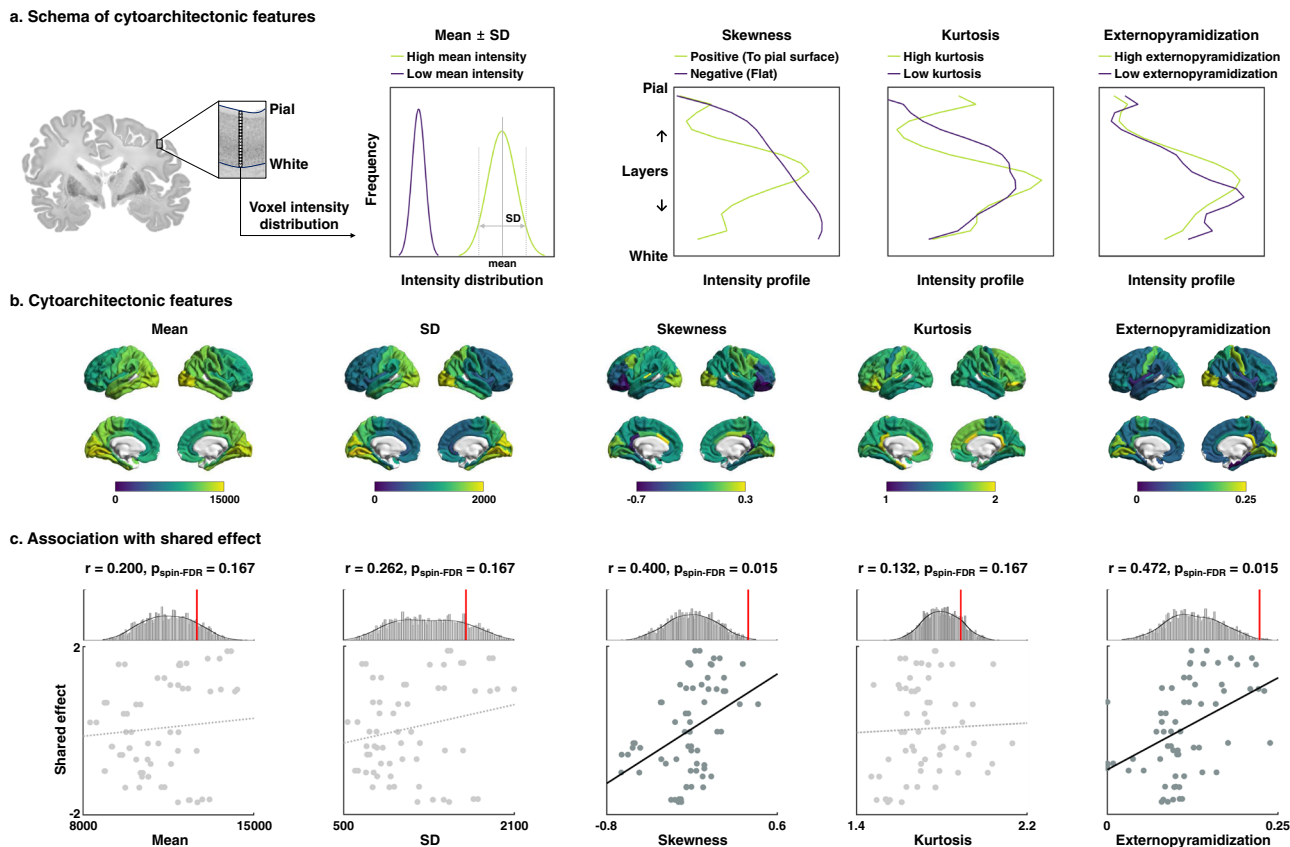 a. Schema of cytoarchitectonic features
Mean ± SD
High mean intensity
Low mean intensity
Skewness
Positive (To pial surface)
Negative (Flat)
Kurtosis
High kurtosis
Low kurtosis
Externopyramidization
High externopyramidization
Low externopyramidization
Pial
White
Voxel intensity
distribution
Frequency
SD
mean
Intensity distribution
Pial
↑
Layers
↓
White
Intensity profile
Intensity profile
Intensity profile
b. Cytoarchitectonic features
Mean
SD
Skewness
Kurtosis
Externopyramidization
0 15000
0 2000
-0.7 0.3
1 2
0 0.25
c. Association with shared effect
r = 0.200, pspin-FDR = 0.167
r = 0.262, pspin-FDR = 0.167
r = 0.400, pspin-FDR = 0.015
r = 0.132, pspin-FDR = 0.167
r = 0.472, pspin-FDR = 0.015
2
Shared effect
-2
8000 15000
Mean
500 2100
SD
-0.8 0.6
Skewness
1.4 2.2
Kurtosis
0 0.25
Externopyramidization